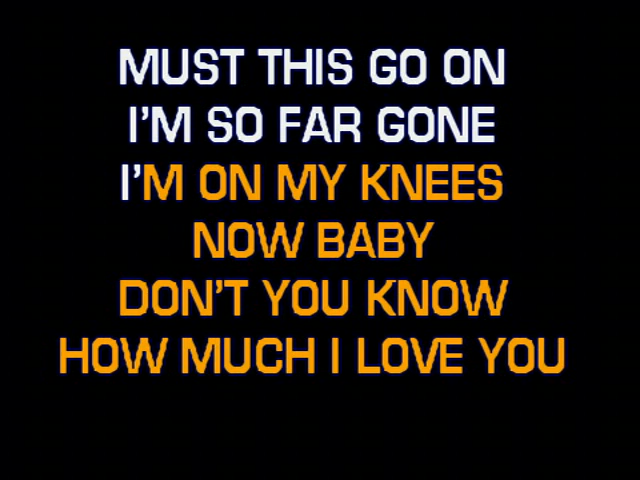 MUST THIS GO ON
I'M SO FAR GONE
I'M ON MY KNEES
NOW BABY
DON'T YOU KNOW
HOW MUCH I LOVE YOU